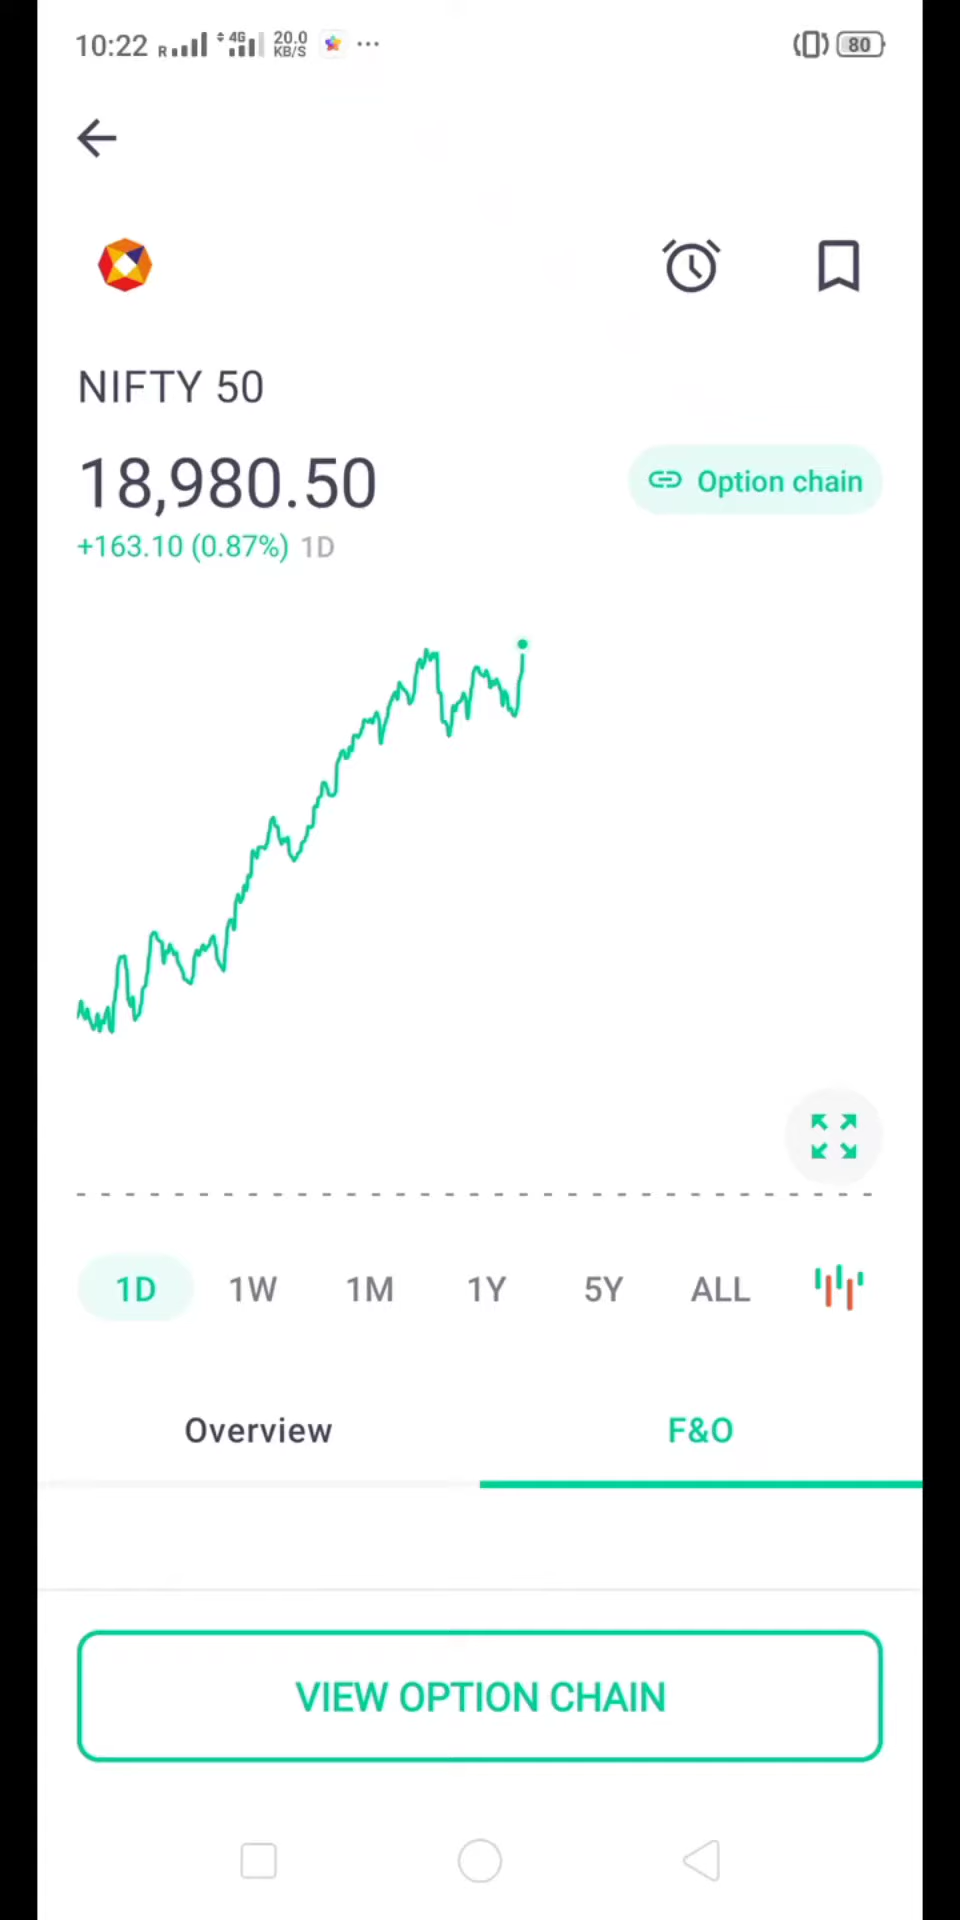 10:22 R 4G 20.0 KB/S ... 80
NIFTY 50
18,980.50
Option chain
+163.10 (0.87%) 1D
1D 1W 1M 1Y 5Y ALL
Overview F&O
VIEW OPTION CHAIN